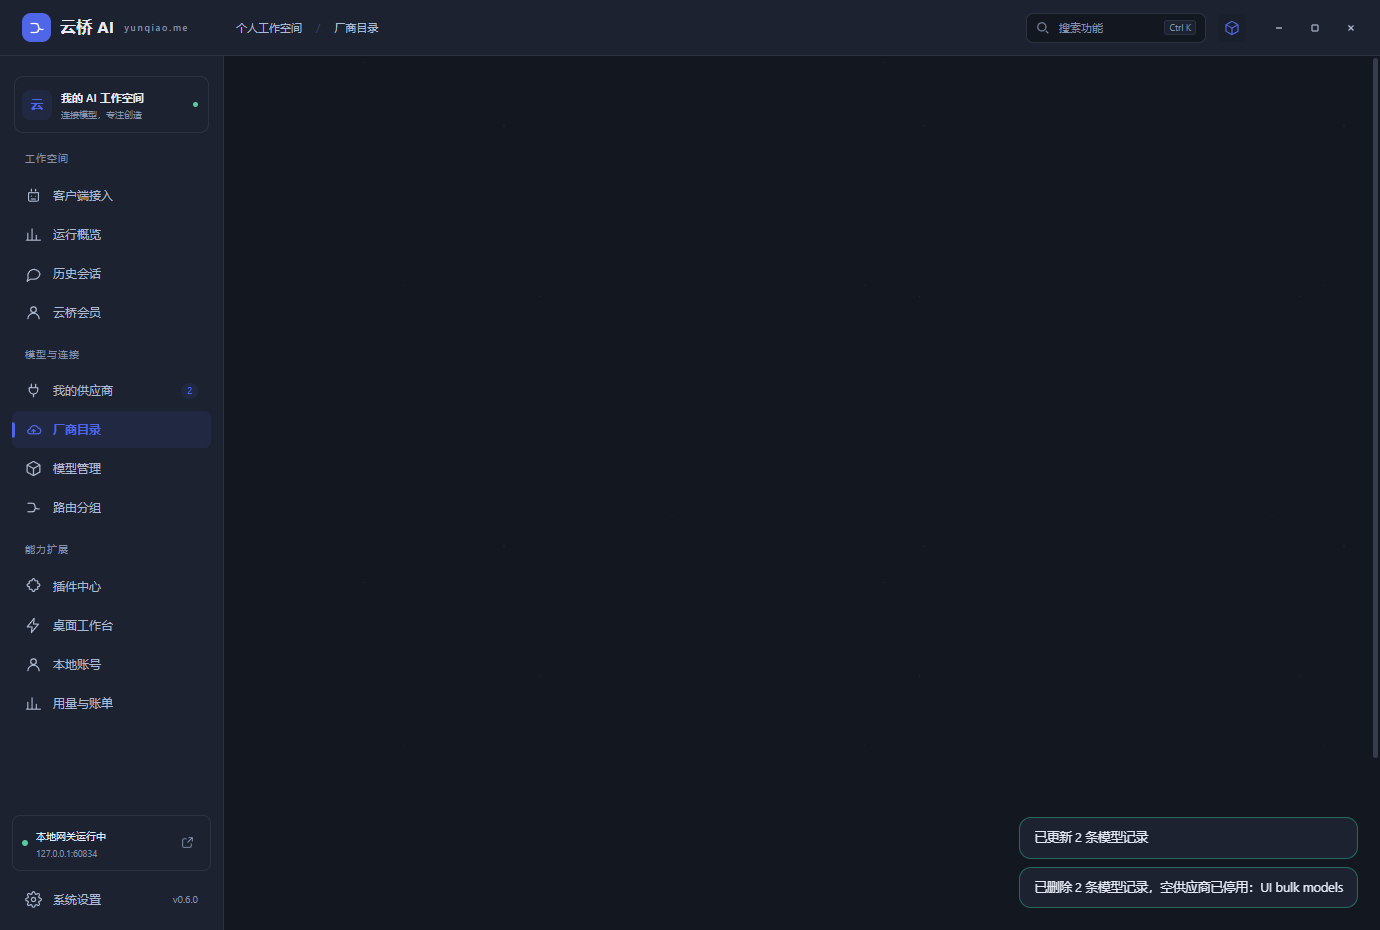 云桥 AI yunqiao.me
个人工作空间 / 厂商目录
搜索功能 Ctrl K
云
我的 AI 工作空间
连接模型，专注创造
工作空间
客户端接入
运行概览
历史会话
云桥会员
模型与连接
我的供应商 2
厂商目录
模型管理
路由分组
能力扩展
插件中心
桌面工作台
本地账号
用量与账单
本地网关运行中
127.0.0.1:60834
系统设置 v0.6.0
已更新 2 条模型记录
已删除 2 条模型记录，空供应商已停用：UI bulk models